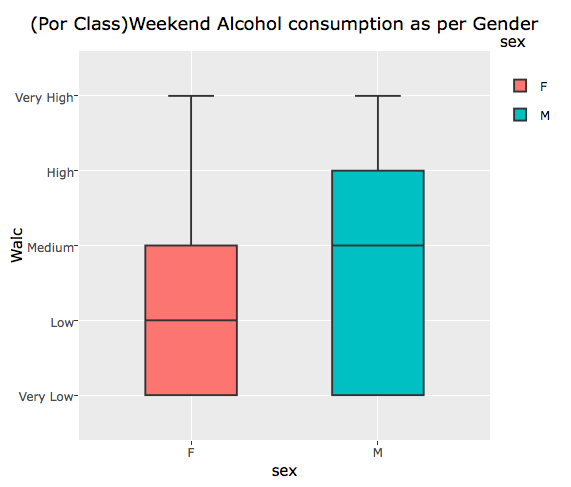 (Por Class)Weekend Alcohol consumption as per Gender
sex
F
M
Walc
Very High
High
Medium
Low
Very Low
F
M
sex